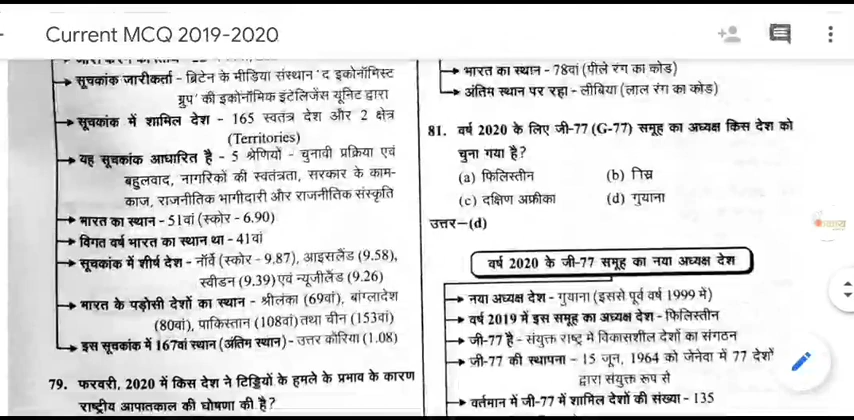 Current MCQ 2019-2020
सूचकांक जारीकर्ता - ब्रिटेन के मीडिया संस्थान 'द इकोनॉमिस्ट
ग्रुप' की इकोनॉमिक इंटेलिजेंस यूनिट द्वारा
सूचकांक में शामिल देश - 165 स्वतंत्र देश और 2 क्षेत्र
(Territories)
यह सूचकांक आधारित है - 5 श्रेणियों - चुनावी प्रक्रिया एवं
बहुलवाद, नागरिकों की स्वतंत्रता, सरकार के काम-
काज, राजनीतिक भागीदारी और राजनीतिक संस्कृति
भारत का स्थान - 51वां (स्कोर - 6.90)
विगत वर्ष भारत का स्थान था - 41वां
सूचकांक में शीर्ष देश - नॉर्वे (स्कोर - 9.87), आइसलैंड (9.58),
स्वीडन (9.39) एवं न्यूजीलैंड (9.26)
भारत के पड़ोसी देशों का स्थान - श्रीलंका (69वां), बांग्लादेश
(80वां), पाकिस्तान (108वां) तथा चीन (153वां)
इस सूचकांक में 167वां स्थान (अंतिम स्थान) - उत्तर कोरिया (1.08)
79. फरवरी, 2020 में किस देश ने टिड्डियों के हमले के प्रभाव के कारण
राष्ट्रीय आपातकाल की घोषणा की है?
भारत का स्थान - 78वां (पीले रंग का कोड)
अंतिम स्थान पर रहा - लीबिया (लाल रंग का कोड)
81. वर्ष 2020 के लिए जी-77 (G-77) समूह का अध्यक्ष किस देश को
चुना गया है?
(a) फिलिस्तीन (b) मिस्र
(c) दक्षिण अफ्रीका (d) गुयाना
उत्तर–(d)
वर्ष 2020 के जी-77 समूह का नया अध्यक्ष देश
नया अध्यक्ष देश - गुयाना (इससे पूर्व वर्ष 1999 में)
वर्ष 2019 में इस समूह का अध्यक्ष देश - फिलिस्तीन
जी-77 है - संयुक्त राष्ट्र में विकासशील देशों का संगठन
जी-77 की स्थापना - 15 जून, 1964 को जेनेवा में 77 देशों
द्वारा संयुक्त रूप से
वर्तमान में जी-77 में शामिल देशों की संख्या - 135